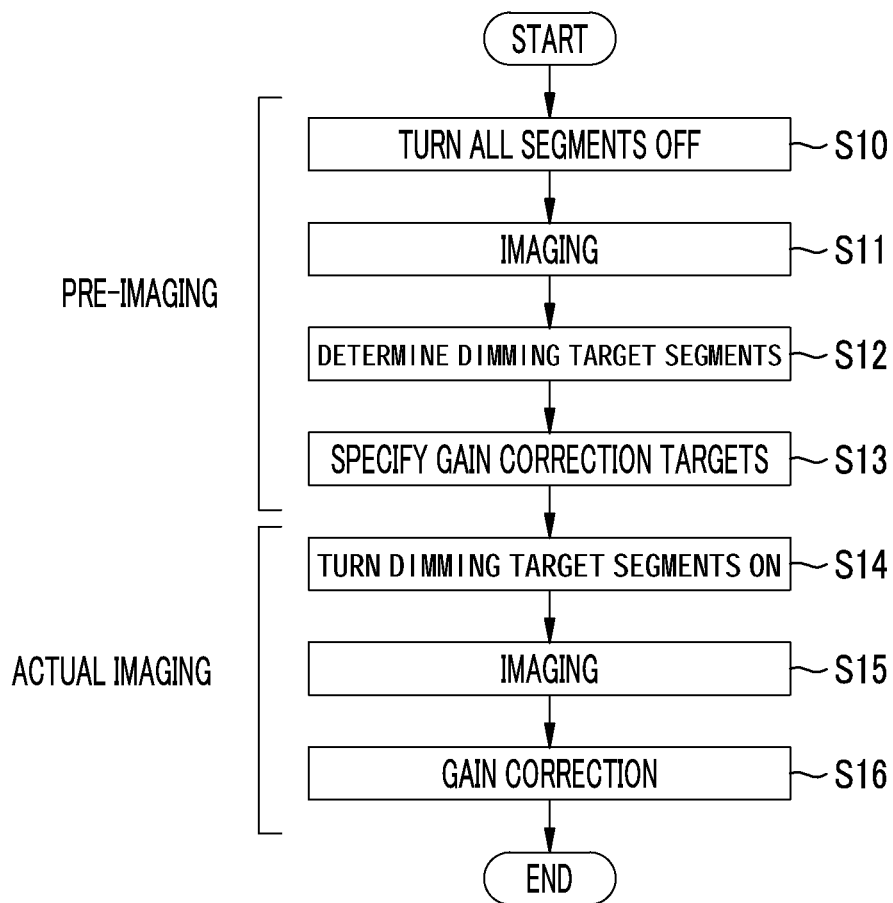 START
TURN ALL SEGMENTS OFF
S10
IMAGING
S11
PRE-IMAGING
DETERMINE DIMMING TARGET SEGMENTS
S12
SPECIFY GAIN CORRECTION TARGETS
S13
TURN DIMMING TARGET SEGMENTS ON
S14
ACTUAL IMAGING
IMAGING
S15
GAIN CORRECTION
S16
END